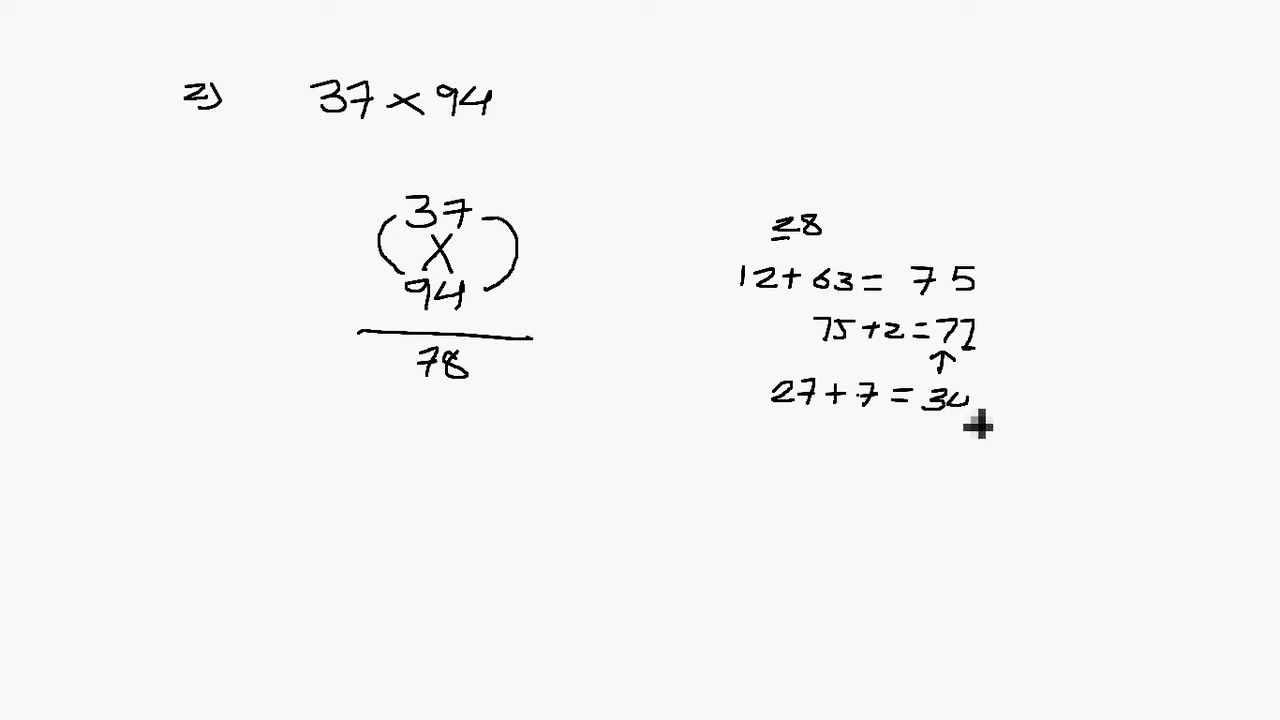 2) 37 × 94
37
×
94
78
28
12 + 63 = 75
75 + 2 = 77
↑
27 + 7 = 34